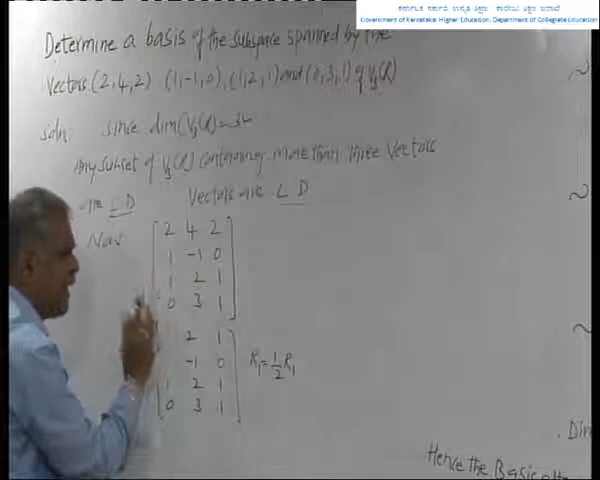 ಕರ್ನಾಟಕ ಸರ್ಕಾರ
Government of Karnataka Higher Education, Department of Collegiate Education
Determine a basis of the subspace spanned by the
Vectors (2,4,2) (1,-1,0), (1,2,1) and (0,3,1) of V3(R)
soln since dim(V3(R)) = 3
Any subset of V3(R) containing more than three vectors
are LD Vectors are LD
Now
2 4 2
1 -1 0
1 2 1
0 3 1
2 1
-1 0 R1=1/2 R1
1 2 1
0 3 1
Dim
Hence the Basis